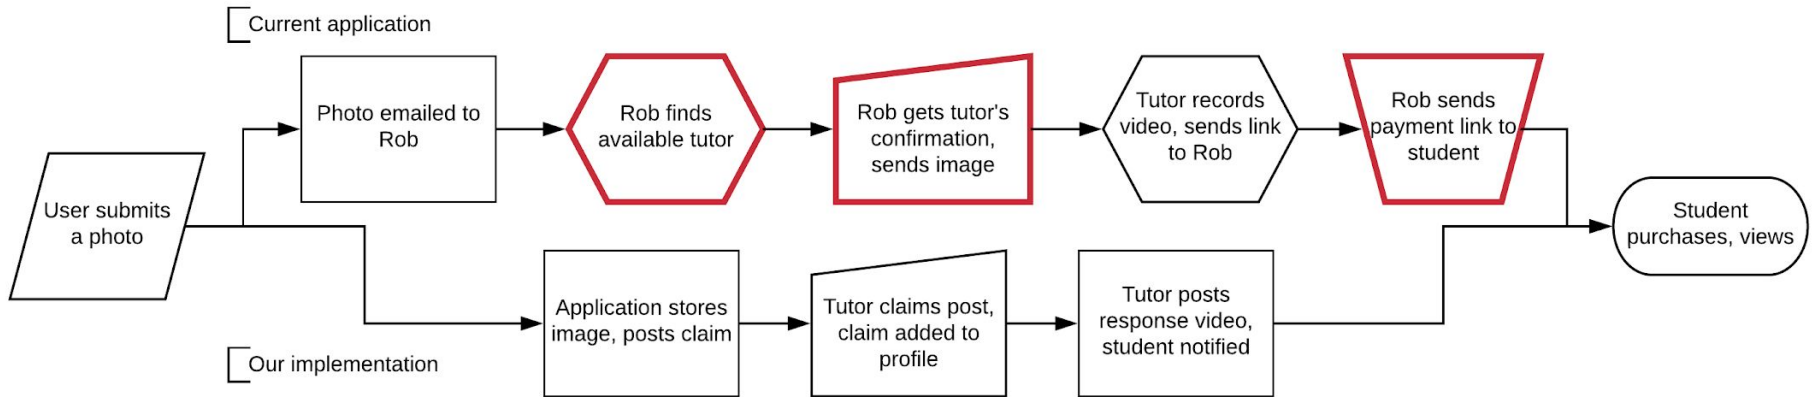 Current application
Photo emailed to
Rob
Rob finds
available tutor
Rob gets tutor's
confirmation,
sends image
Tutor records
video, sends link
to Rob
Rob sends
payment link to
student
User submits
a photo
Student
purchases, views
Application stores
image, posts claim
Tutor claims post,
claim added to
profile
Tutor posts
response video,
student notified
Our implementation